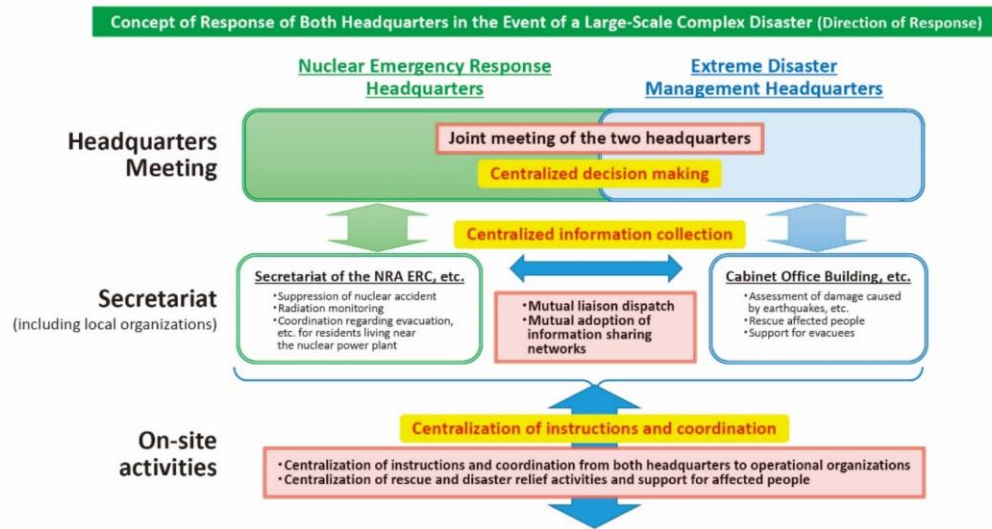 Concept of Response of Both Headquarters in the Event of a Large-Scale Complex Disaster (Direction of Response)
Nuclear Emergency Response
Headquarters
Extreme Disaster
Management Headquarters
Headquarters
Meeting
Joint meeting of the two headquarters
Centralized decision making
Centralized information collection
Secretariat
(including local organizations)
Secretariat of the NRA ERC, etc.
・Suppression of nuclear accident
・Radiation monitoring
・Coordination regarding evacuation,
etc. for residents living near
the nuclear power plant
・Mutual liaison dispatch
・Mutual adoption of
information sharing
networks
Cabinet Office Building, etc.
・Assessment of damage caused
by earthquakes, etc.
・Rescue affected people
・Support for evacuees
Centralization of instructions and coordination
On-site
activities
・Centralization of instructions and coordination from both headquarters to operational organizations
・Centralization of rescue and disaster relief activities and support for affected people